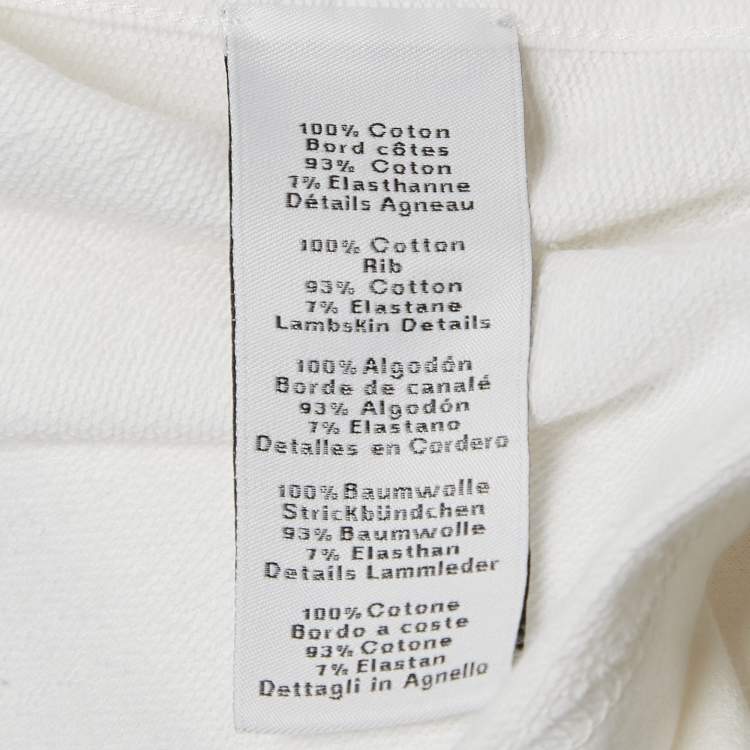 100% Coton
Bord côtes
93% Coton
7% Elasthanne
Détails Agneau
100% Cotton
Rib
93% Cotton
7% Elastane
Lambskin Details
100% Algodón
Borde de canalé
93% Algodón
7% Elastano
Detalles en Cordero
100% Baumwolle
Strickbündchen
93% Baumwolle
7% Elasthan
Details Lammleder
100% Cotone
Bordo a coste
93% Cotone
7% Elastan
Dettagli in Agnello